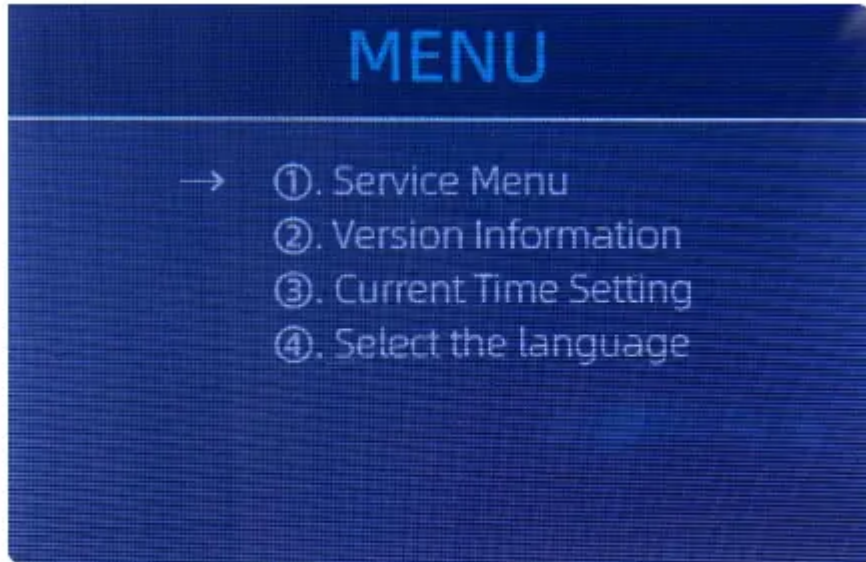 MENU
→ ①. Service Menu
②. Version Information
③. Current Time Setting
④. Select the language